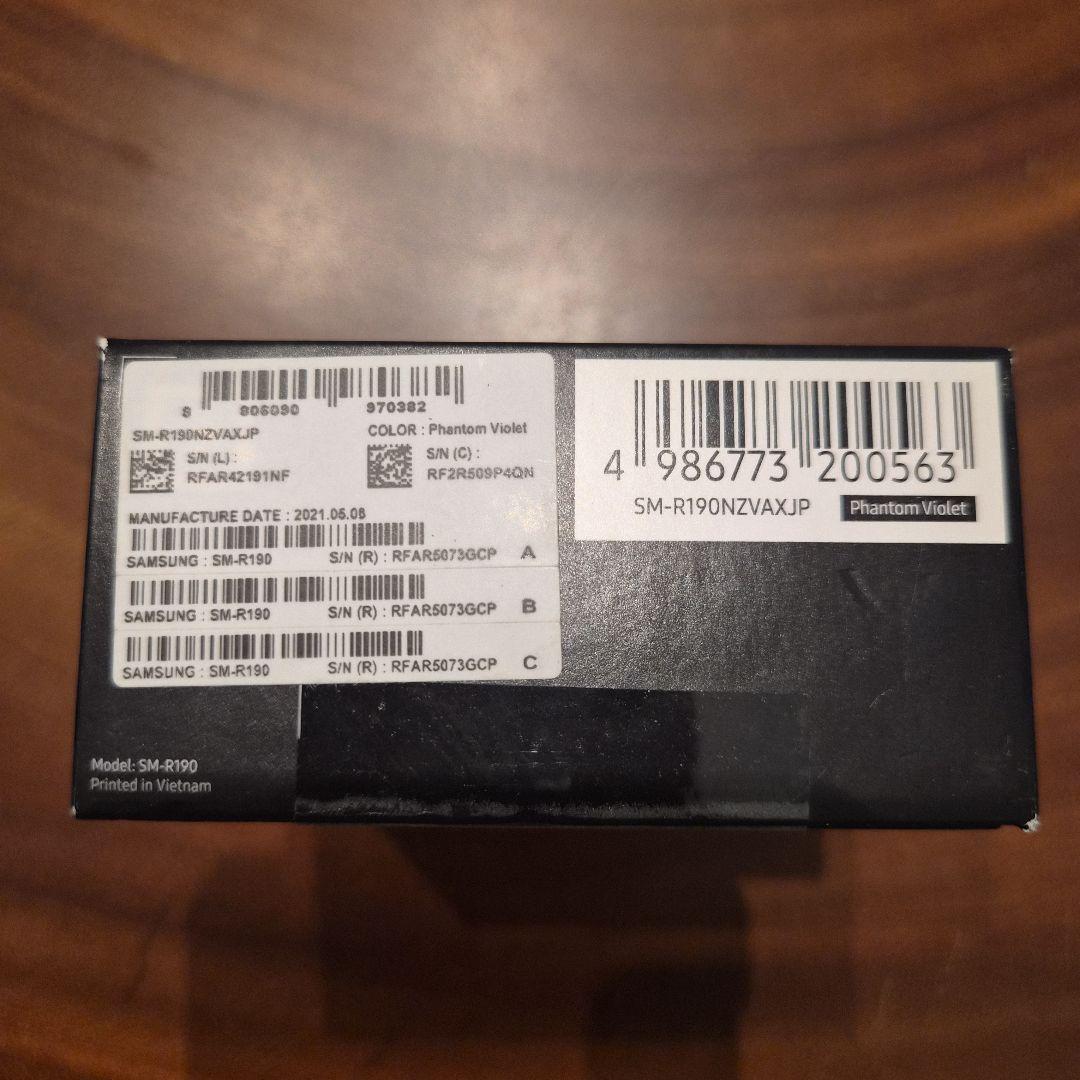 8 806090 970382
SM-R190NZVAXJP
COLOR : Phantom Violet
S/N (L) :
RFAR42191NF
S/N (C) :
RF2R509P4QN
MANUFACTURE DATE : 2021.05.08
SAMSUNG : SM-R190 S/N (R) : RFAR5073GCP A
SAMSUNG : SM-R190 S/N (R) : RFAR5073GCP B
SAMSUNG : SM-R190 S/N (R) : RFAR5073GCP C
4 986773 200563
SM-R190NZVAXJP Phantom Violet
Model: SM-R190
Printed in Vietnam